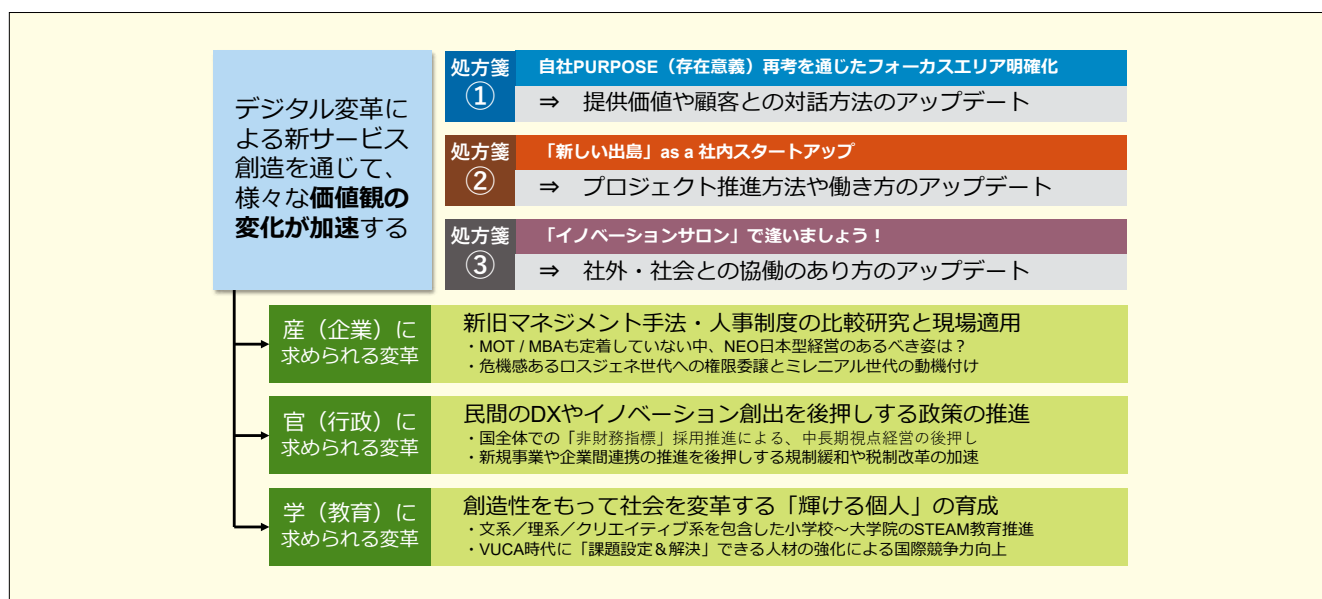 デジタル変革に
よる新サービス
創造を通じて、
様々な価値観の
変化が加速する
処方箋
①
自社PURPOSE（存在意義）再考を通じたフォーカスエリア明確化
⇒ 提供価値や顧客との対話方法のアップデート
処方箋
②
「新しい出島」as a 社内スタートアップ
⇒ プロジェクト推進方法や働き方のアップデート
処方箋
③
「イノベーションサロン」で逢いましょう！
⇒ 社外・社会との協働のあり方のアップデート
産（企業）に
求められる変革
新旧マネジメント手法・人事制度の比較研究と現場適用
・MOT / MBAも定着していない中、NEO日本型経営のあるべき姿は？
・危機感あるロスジェネ世代への権限委譲とミレニアル世代の動機付け
官（行政）に
求められる変革
民間のDXやイノベーション創出を後押しする政策の推進
・国全体での「非財務指標」採用推進による、中長期視点経営の後押し
・新規事業や企業間連携の推進を後押しする規制緩和や税制改革の加速
学（教育）に
求められる変革
創造性をもって社会を変革する「輝ける個人」の育成
・文系／理系／クリエイティブ系を包含した小学校～大学院のSTEAM教育推進
・VUCA時代に「課題設定＆解決」できる人材の強化による国際競争力向上